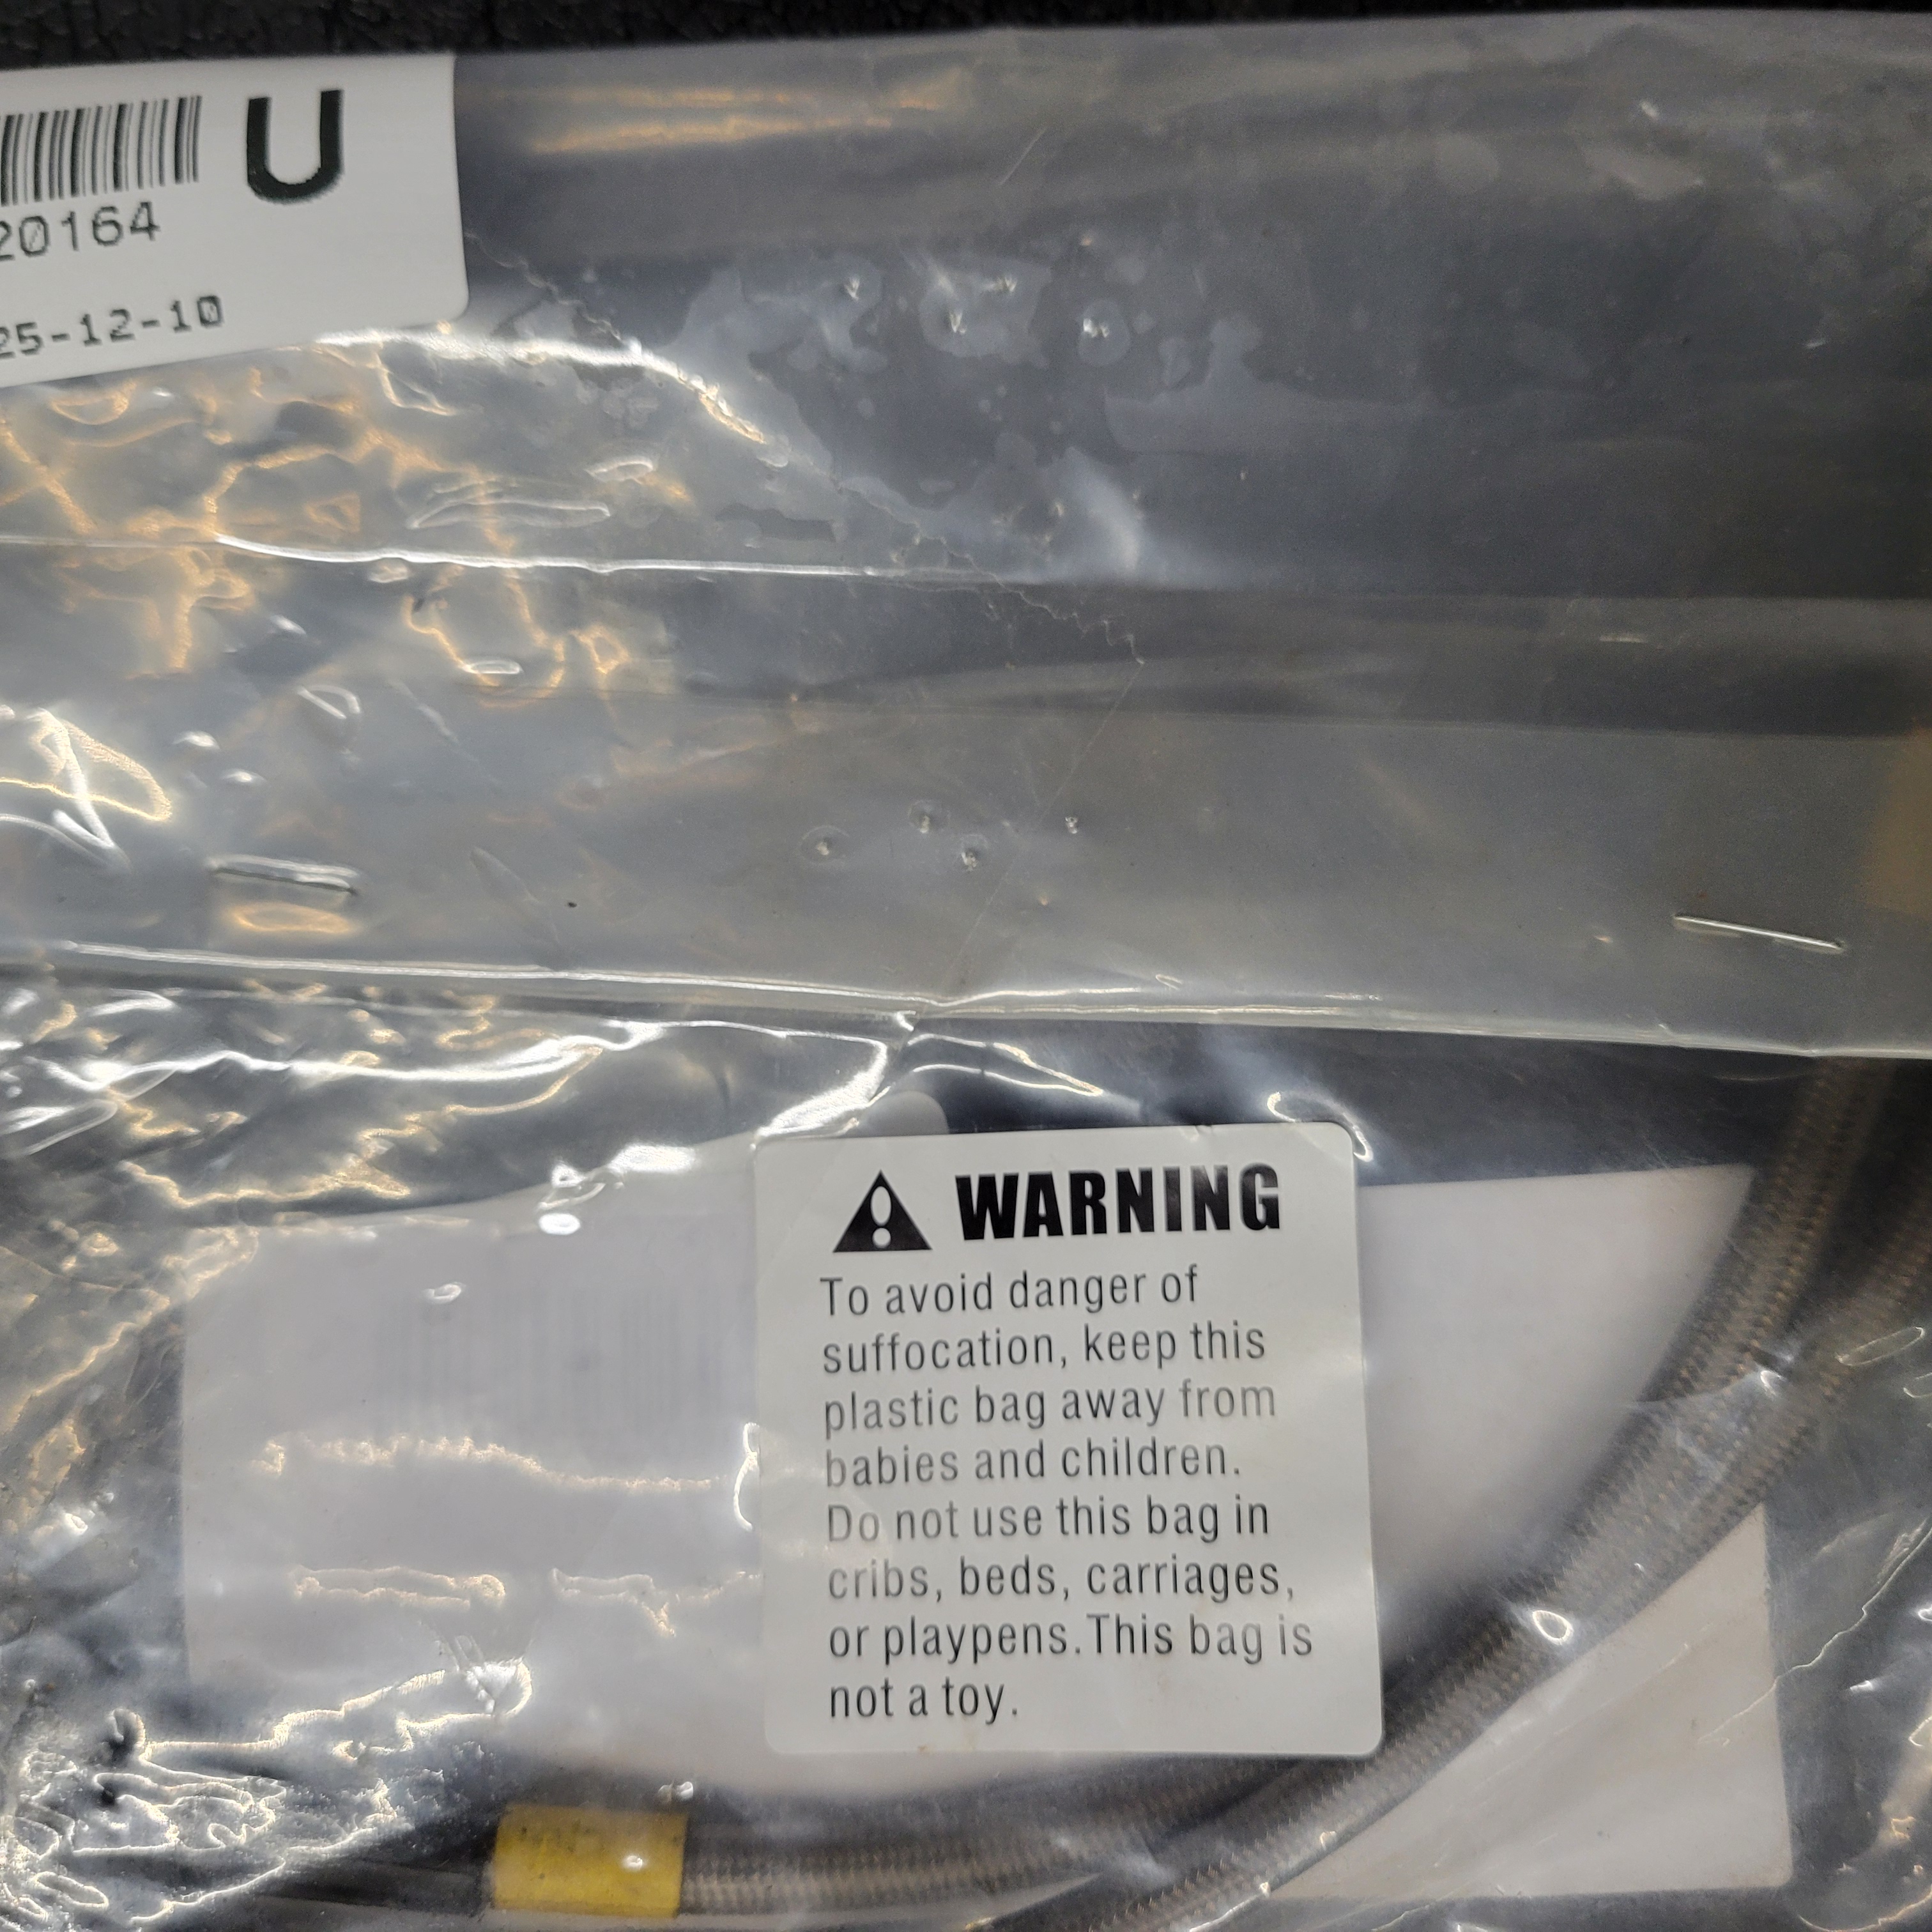 U
20164
25-12-10
WARNING
To avoid danger of
suffocation, keep this
plastic bag away from
babies and children.
Do not use this bag in
cribs, beds, carriages,
or playpens.This bag is
not a toy.